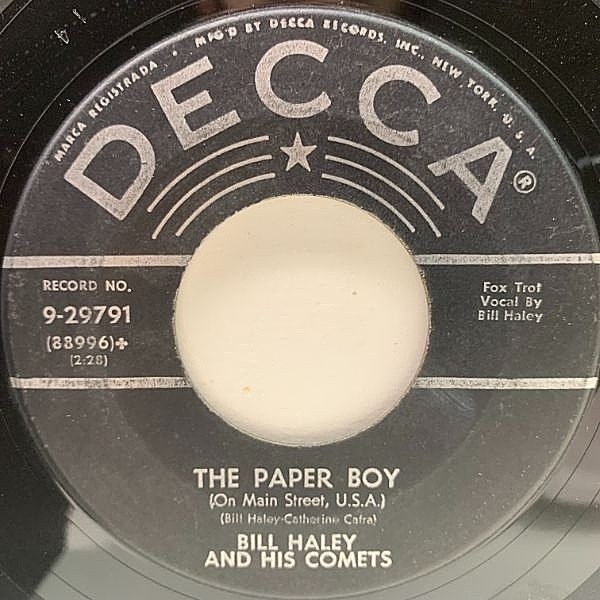 MARCA REGISTRADA • MFG'D BY DECCA RECORDS, INC., NEW YORK, U. S. A.
DECCA®
RECORD NO.
9-29791
(88996)✚
(2:28)
Fox Trot
Vocal By
Bill Haley
THE PAPER BOY
(On Main Street, U.S.A.)
(Bill Haley-Catherine Cafra)
BILL HALEY
AND HIS COMETS